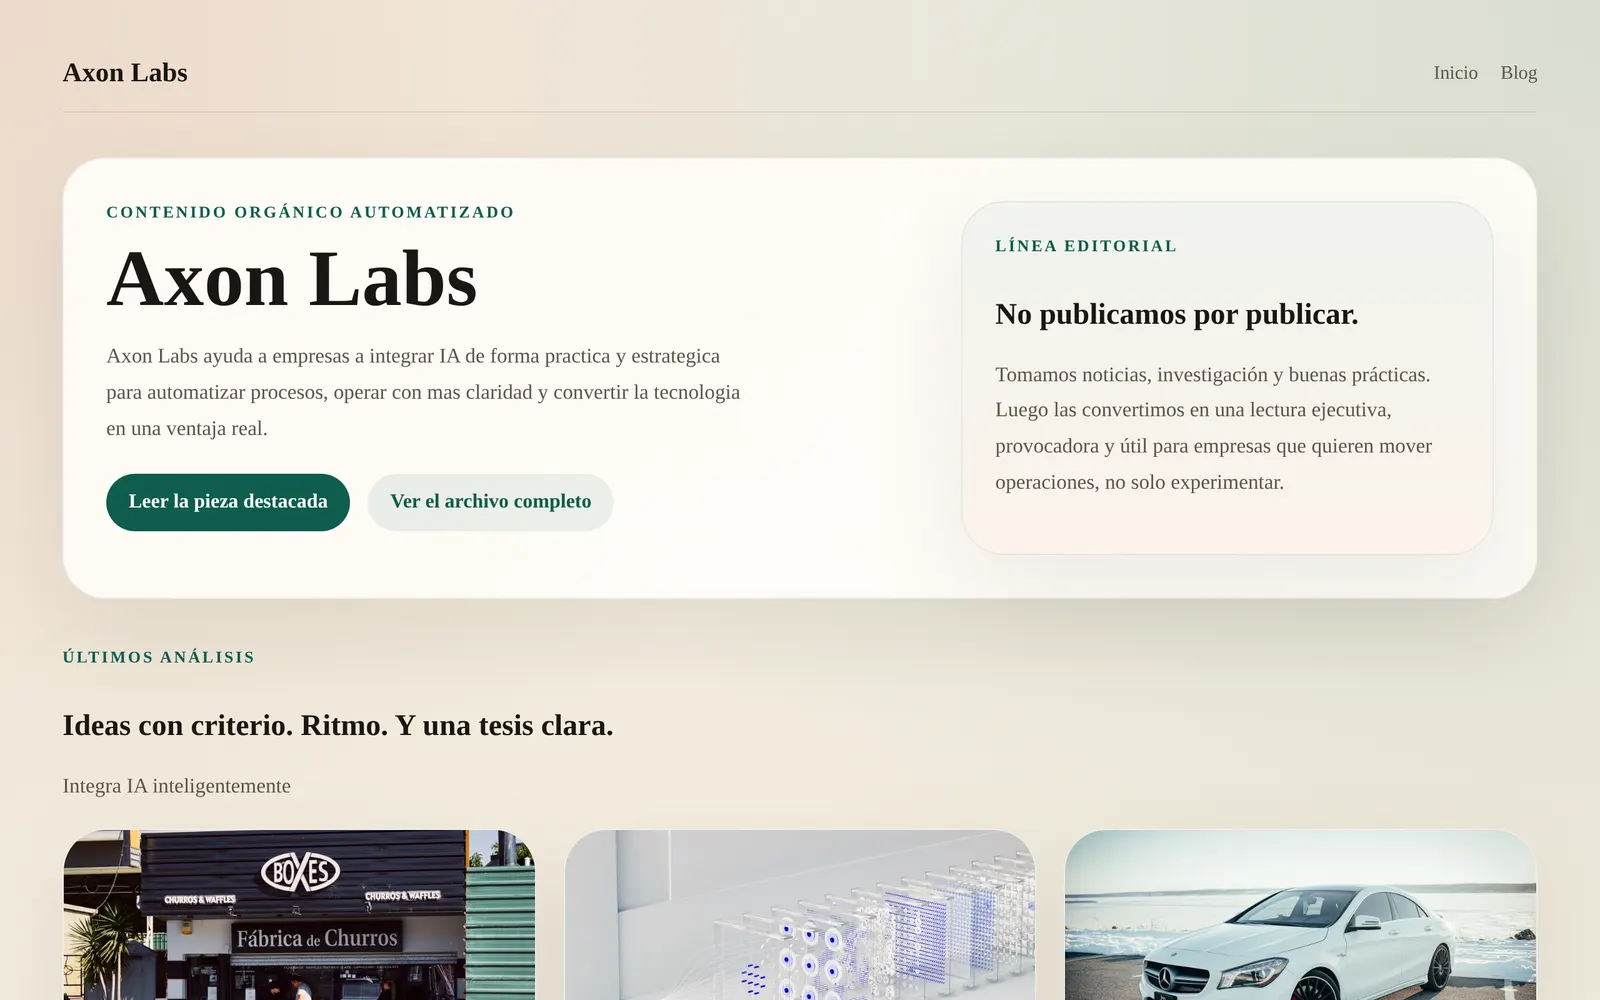 Axon Labs
Inicio
Blog
CONTENIDO ORGÁNICO AUTOMATIZADO
Axon Labs
Axon Labs ayuda a empresas a integrar IA de forma practica y estrategica
para automatizar procesos, operar con mas claridad y convertir la tecnologia
en una ventaja real.
Leer la pieza destacada
Ver el archivo completo
LÍNEA EDITORIAL
No publicamos por publicar.
Tomamos noticias, investigación y buenas prácticas.
Luego las convertimos en una lectura ejecutiva,
provocadora y útil para empresas que quieren mover
operaciones, no solo experimentar.
ÚLTIMOS ANÁLISIS
Ideas con criterio. Ritmo. Y una tesis clara.
Integra IA inteligentemente
BOXES
CHURROS & WAFFLES
CHURROS & WAFFLES
Fábrica de Churros